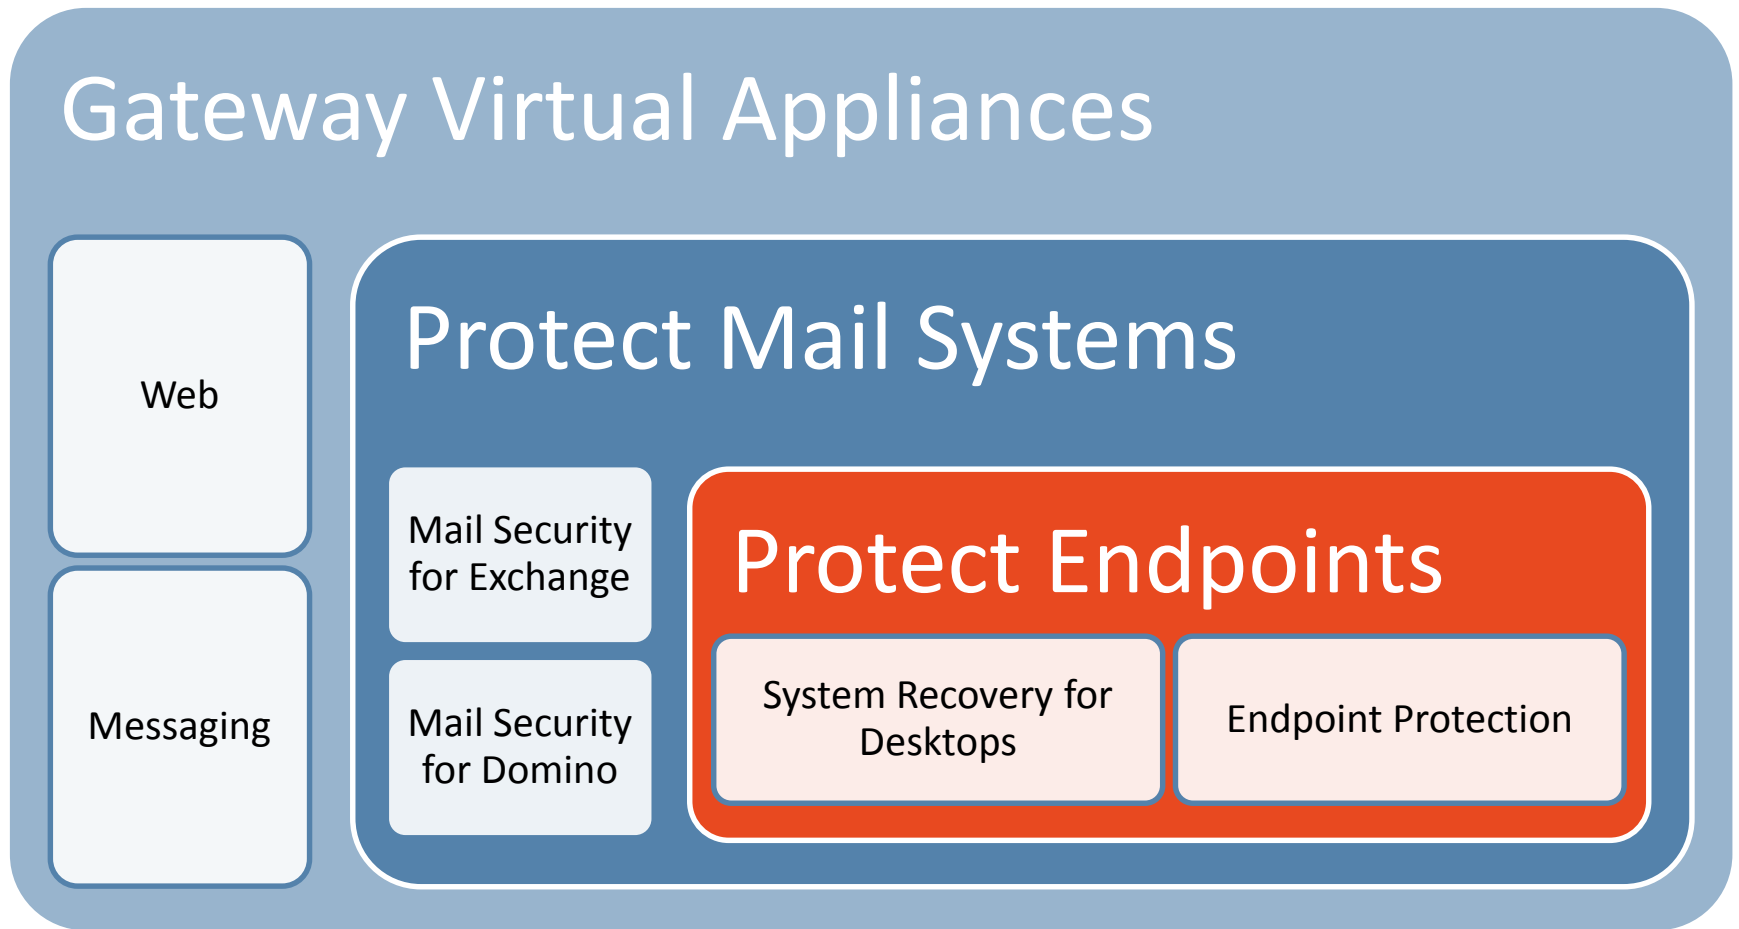 Gateway Virtual Appliances
Web
Messaging
Protect Mail Systems
Mail Security
for Exchange
Mail Security
for Domino
Protect Endpoints
System Recovery for
Desktops
Endpoint Protection